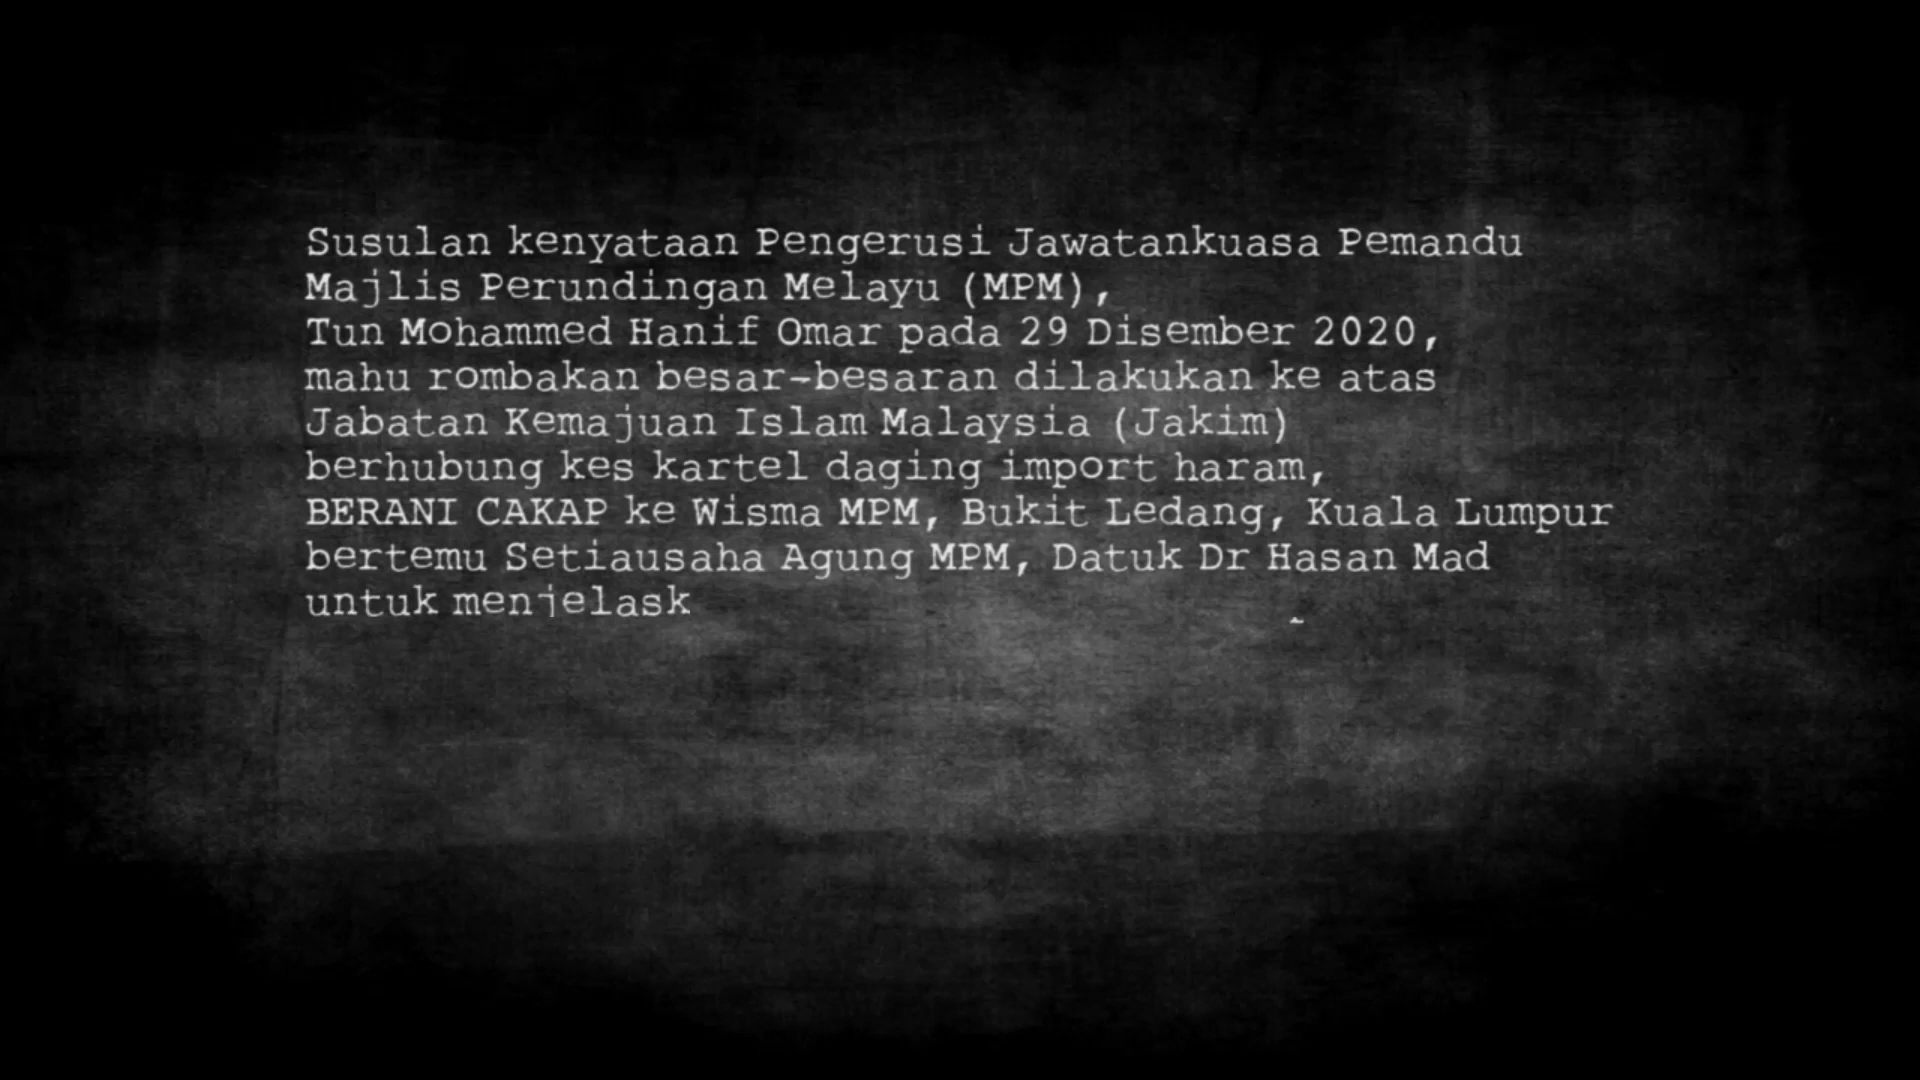 Susulan kenyataan Pengerusi Jawatankuasa Pemandu
Majlis Perundingan Melayu (MPM),
Tun Mohammed Hanif Omar pada 29 Disember 2020,
mahu rombakan besar-besaran dilakukan ke atas
Jabatan Kemajuan Islam Malaysia (Jakim)
berhubung kes kartel daging import haram,
BERANI CAKAP ke Wisma MPM, Bukit Ledang, Kuala Lumpur
bertemu Setiausaha Agung MPM, Datuk Dr Hasan Mad
untuk menjelask